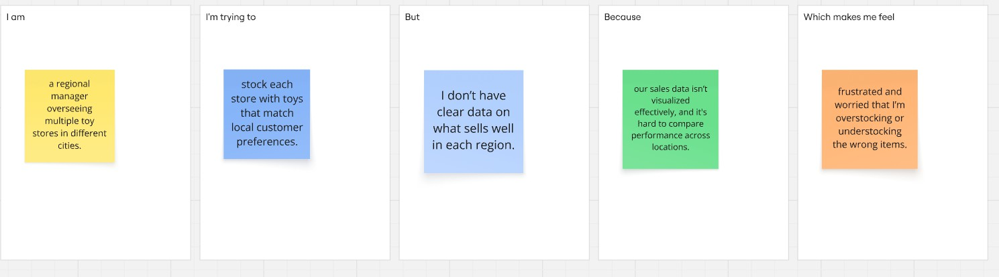 I am
a regional
manager
overseeing
multiple toy
stores in different
cities.
I'm trying to
stock each
store with toys
that match
local customer
preferences.
But
I don’t have
clear data on
what sells well
in each region.
Because
our sales data isn’t
visualized
effectively, and it's
hard to compare
performance across
locations.
Which makes me feel
frustrated and
worried that I’m
overstocking or
understocking
the wrong items.